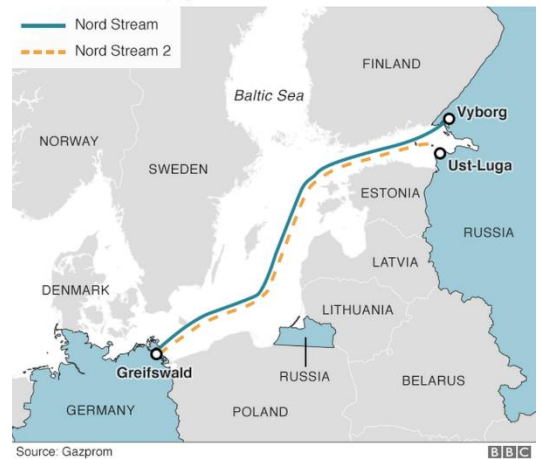 Nord Stream
Nord Stream 2
FINLAND
Baltic Sea
Vyborg
NORWAY
SWEDEN
Ust-Luga
ESTONIA
RUSSIA
LATVIA
DENMARK
LITHUANIA
Greifswald
RUSSIA
BELARUS
GERMANY
POLAND
Source: Gazprom
BBC